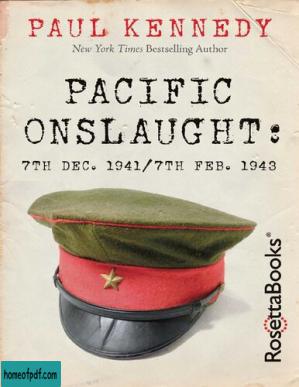 PAUL KENNEDY
New York Times Bestselling Author
PACIFIC
ONSLAUGHT:
7TH DEC. 1941/7TH FEB. 1943
RosettaBooks®
homeofpdf.com